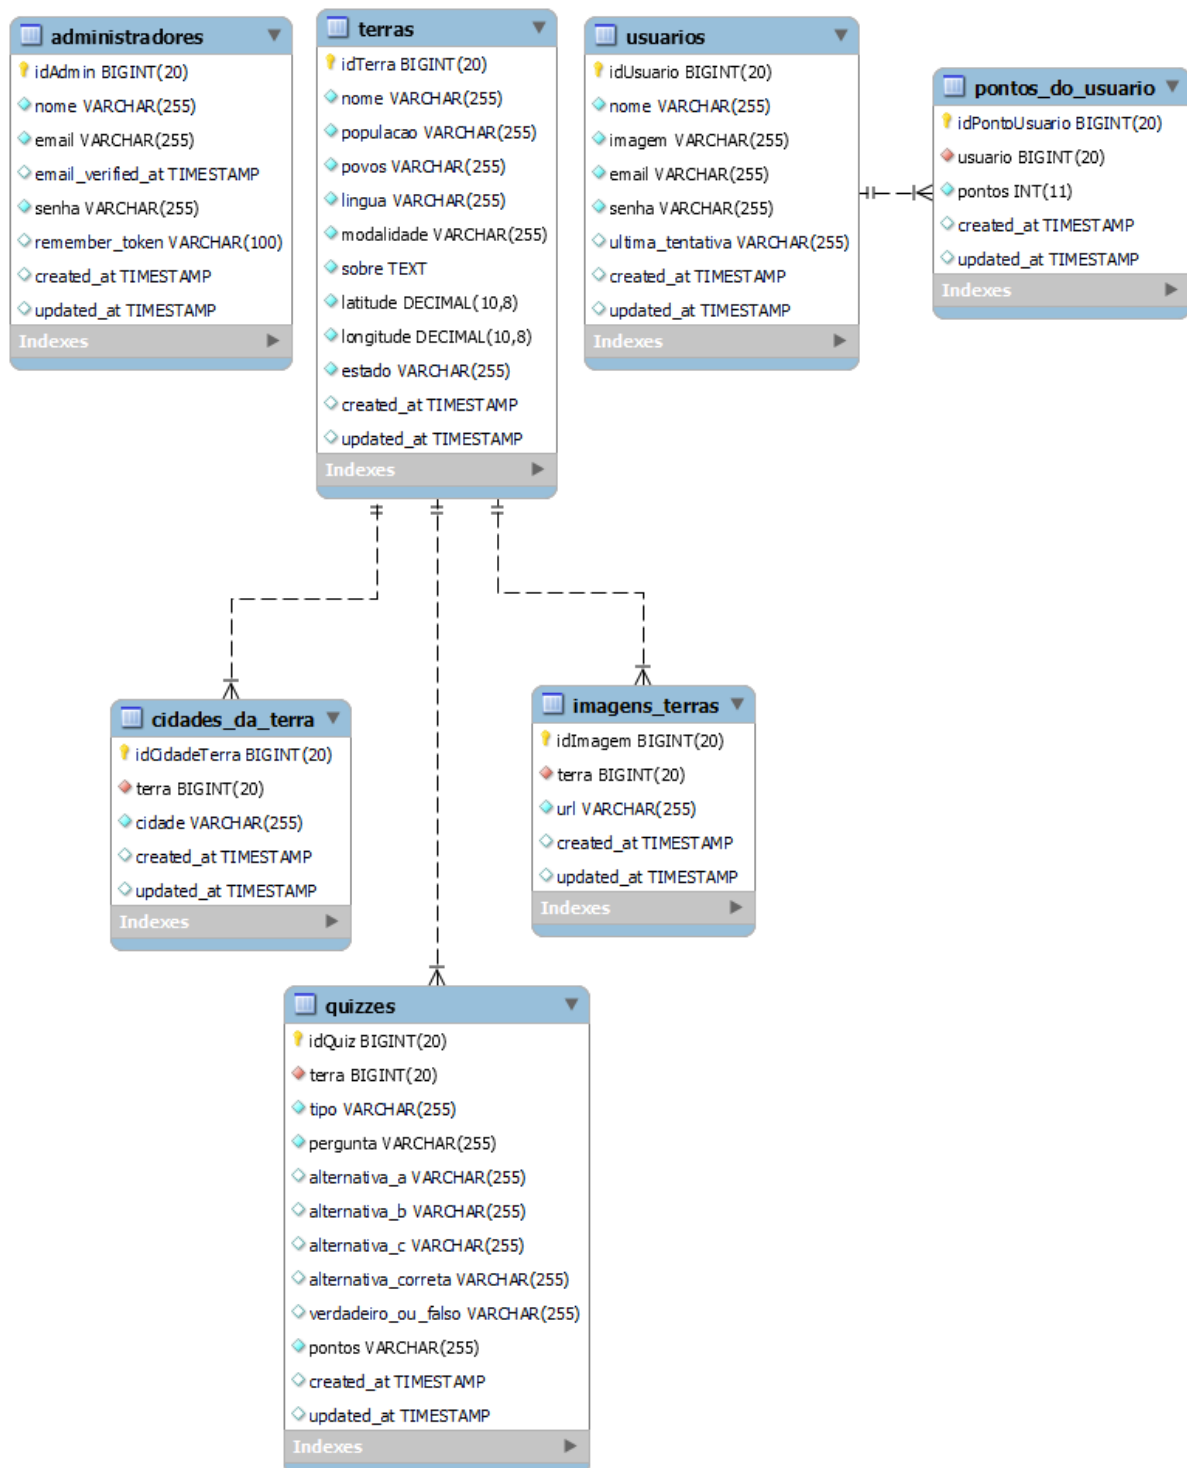 administradores
idAdmin BIGINT(20)
nome VARCHAR(255)
email VARCHAR(255)
email_verified_at TIMESTAMP
senha VARCHAR(255)
remember_token VARCHAR(100)
created_at TIMESTAMP
updated_at TIMESTAMP
Indexes
terras
idTerra BIGINT(20)
nome VARCHAR(255)
populacao VARCHAR(255)
povos VARCHAR(255)
lingua VARCHAR(255)
modalidade VARCHAR(255)
sobre TEXT
latitude DECIMAL(10,8)
longitude DECIMAL(10,8)
estado VARCHAR(255)
created_at TIMESTAMP
updated_at TIMESTAMP
Indexes
usuarios
idUsuario BIGINT(20)
nome VARCHAR(255)
imagem VARCHAR(255)
email VARCHAR(255)
senha VARCHAR(255)
ultima_tentativa VARCHAR(255)
created_at TIMESTAMP
updated_at TIMESTAMP
Indexes
pontos_do_usuario
idPontoUsuario BIGINT(20)
usuario BIGINT(20)
pontos INT(11)
created_at TIMESTAMP
updated_at TIMESTAMP
Indexes
cidades_da_terra
idCidadeTerra BIGINT(20)
terra BIGINT(20)
cidade VARCHAR(255)
created_at TIMESTAMP
updated_at TIMESTAMP
Indexes
imagens_terras
idImagem BIGINT(20)
terra BIGINT(20)
url VARCHAR(255)
created_at TIMESTAMP
updated_at TIMESTAMP
Indexes
quizzes
idQuiz BIGINT(20)
terra BIGINT(20)
tipo VARCHAR(255)
pergunta VARCHAR(255)
alternativa_a VARCHAR(255)
alternativa_b VARCHAR(255)
alternativa_c VARCHAR(255)
alternativa_correta VARCHAR(255)
verdadeiro_ou_falso VARCHAR(255)
pontos VARCHAR(255)
created_at TIMESTAMP
updated_at TIMESTAMP
Indexes